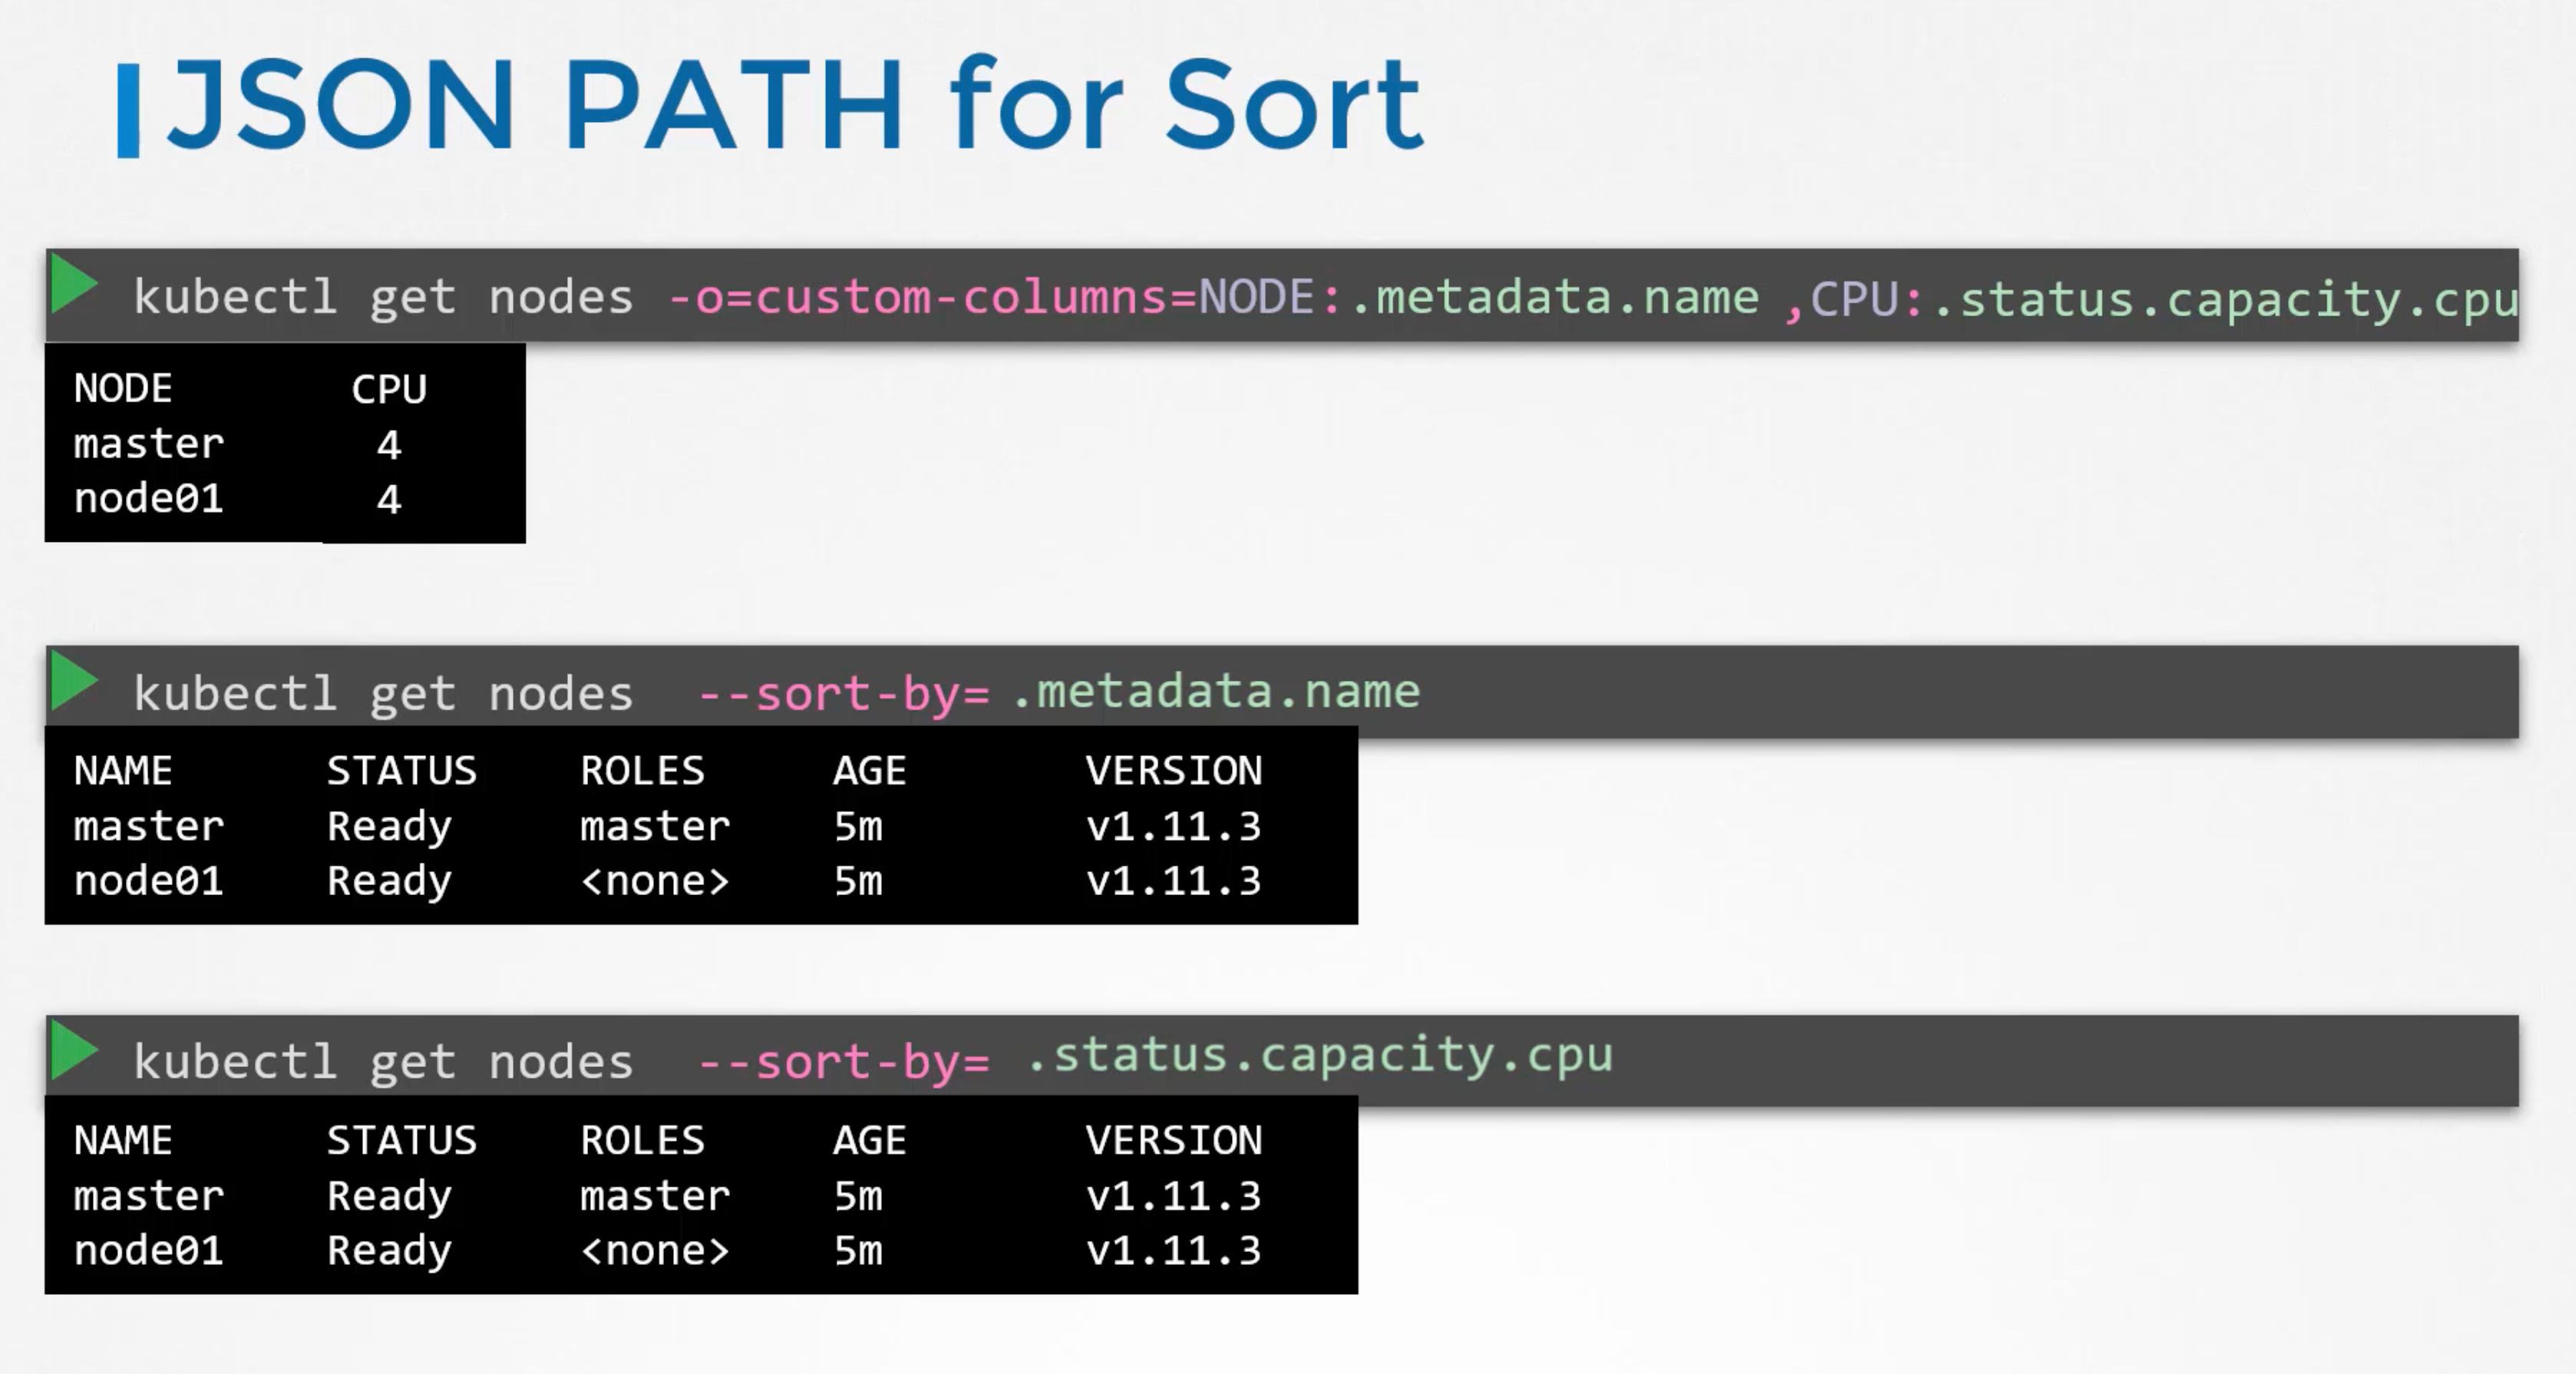 JSON PATH for Sort
kubectl get nodes -o=custom-columns=NODE:.metadata.name ,CPU:.status.capacity.cpu
NODE CPU
master 4
node01 4
kubectl get nodes --sort-by= .metadata.name
NAME STATUS ROLES AGE VERSION
master Ready master 5m v1.11.3
node01 Ready <none> 5m v1.11.3
kubectl get nodes --sort-by= .status.capacity.cpu
NAME STATUS ROLES AGE VERSION
master Ready master 5m v1.11.3
node01 Ready <none> 5m v1.11.3